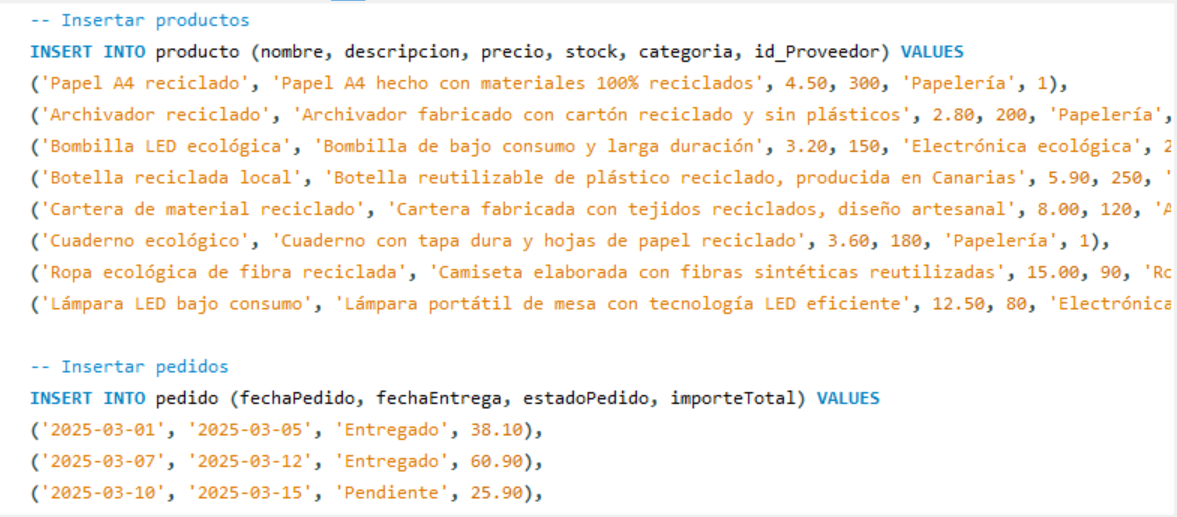 -- Insertar productos
INSERT INTO producto (nombre, descripcion, precio, stock, categoria, id_Proveedor) VALUES
('Papel A4 reciclado', 'Papel A4 hecho con materiales 100% reciclados', 4.50, 300, 'Papelería', 1),
('Archivador reciclado', 'Archivador fabricado con cartón reciclado y sin plásticos', 2.80, 200, 'Papelería',
('Bombilla LED ecológica', 'Bombilla de bajo consumo y larga duración', 3.20, 150, 'Electrónica ecológica', 2
('Botella reciclada local', 'Botella reutilizable de plástico reciclado, producida en Canarias', 5.90, 250, '
('Cartera de material reciclado', 'Cartera fabricada con tejidos reciclados, diseño artesanal', 8.00, 120, 'A
('Cuaderno ecológico', 'Cuaderno con tapa dura y hojas de papel reciclado', 3.60, 180, 'Papelería', 1),
('Ropa ecológica de fibra reciclada', 'Camiseta elaborada con fibras sintéticas reutilizadas', 15.00, 90, 'Ro
('Lámpara LED bajo consumo', 'Lámpara portátil de mesa con tecnología LED eficiente', 12.50, 80, 'Electrónica
-- Insertar pedidos
INSERT INTO pedido (fechaPedido, fechaEntrega, estadoPedido, importeTotal) VALUES
('2025-03-01', '2025-03-05', 'Entregado', 38.10),
('2025-03-07', '2025-03-12', 'Entregado', 60.90),
('2025-03-10', '2025-03-15', 'Pendiente', 25.90),